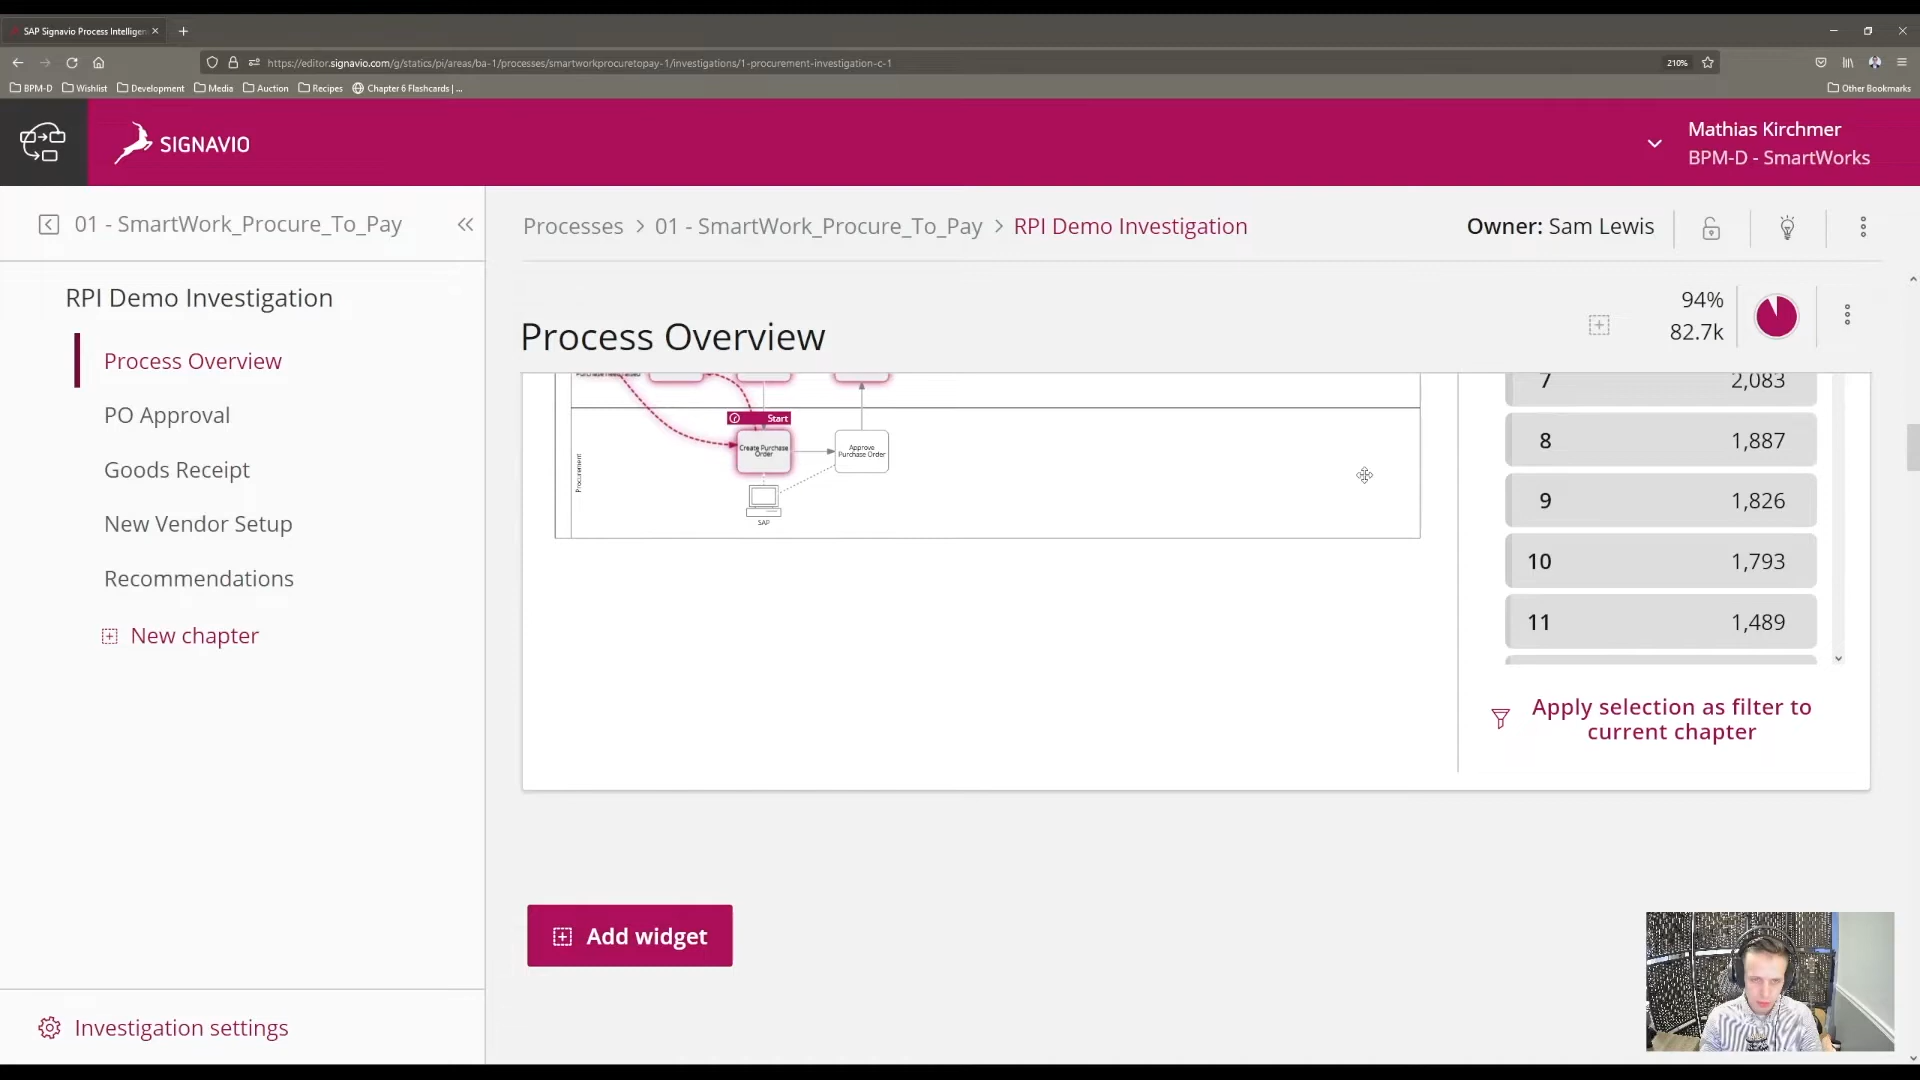 SAP Signavio Process Intelligen
https://editor.signavio.com/g/statics/pi/areas/ba-1/processes/smartworkprocuretopay-1/investigations/1-procurement-investigation-c-1
210%
BPM-D
Wishlist
Development
Media
Auction
Recipes
Chapter 6 Flashcards | ...
Other Bookmarks
SIGNAVIO
Mathias Kirchmer
BPM-D - SmartWorks
01 - SmartWork_Procure_To_Pay
Processes > 01 - SmartWork_Procure_To_Pay > RPI Demo Investigation
Owner: Sam Lewis
RPI Demo Investigation
Process Overview
PO Approval
Goods Receipt
New Vendor Setup
Recommendations
New chapter
Investigation settings
Process Overview
94%
82.7k
Start
Create Purchase
Order
Approve
Purchase Order
Procurement
SAP
7 2,083
8 1,887
9 1,826
10 1,793
11 1,489
Apply selection as filter to
current chapter
Add widget